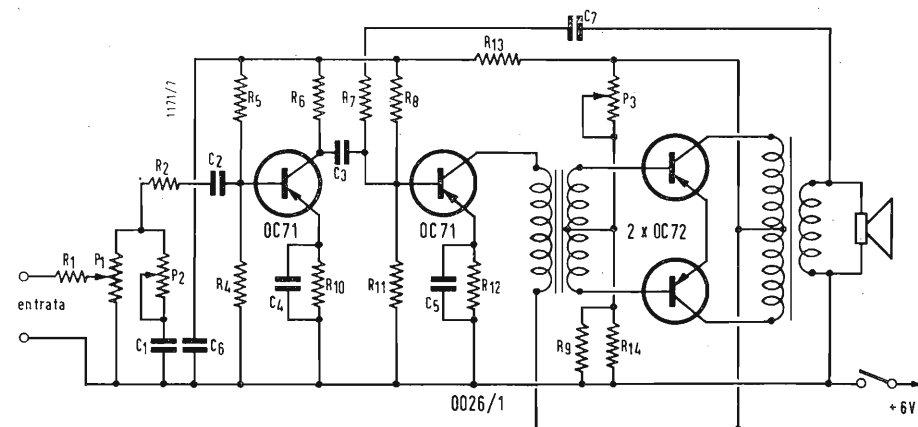 C7
R13
1171/7
R5
R6
R7
R8
P3
R2
C2
C3
OC71
OC71
2 x OC72
R1
P1
P2
R4
C4
R10
R11
C5
R12
entrata
C1
C6
R9
R14
0026/1
+6V